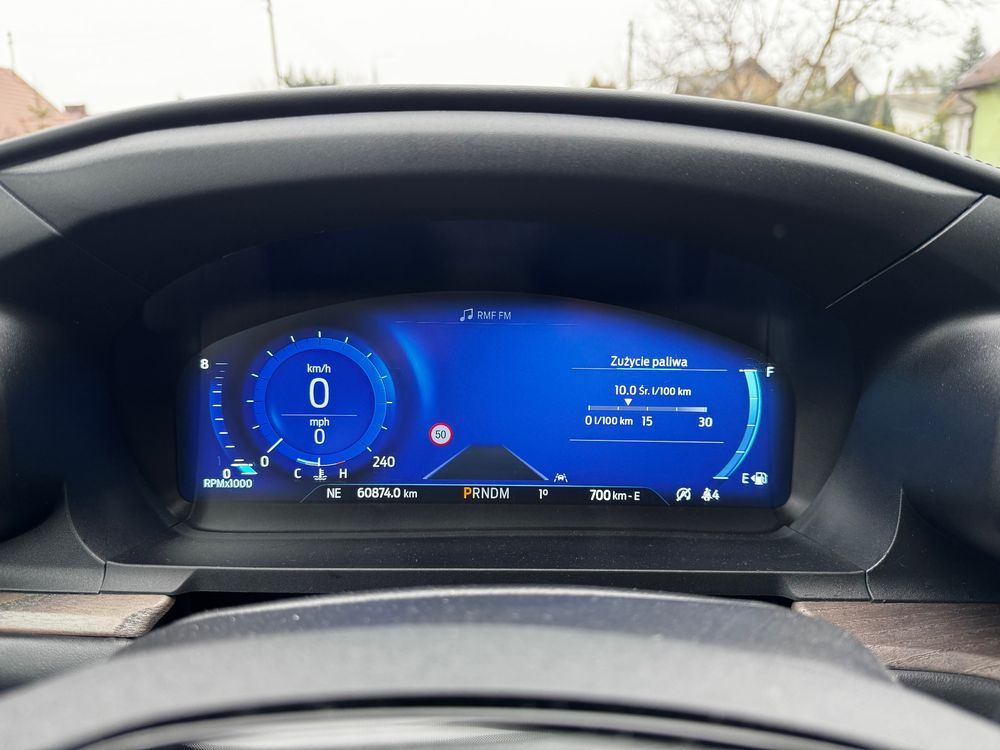 RMF FM
8
km/h
0
mph
0
0
240
C
H
0
RPMx1000
50
Zużycie paliwa
10.0 Śr. l/100 km
0 l/100 km 15 30
F
E
NE 60874.0 km PRNDM 1° 700 km - E
4